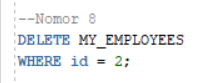 --Nomor 8
DELETE MY_EMPLOYEES
WHERE id = 2;